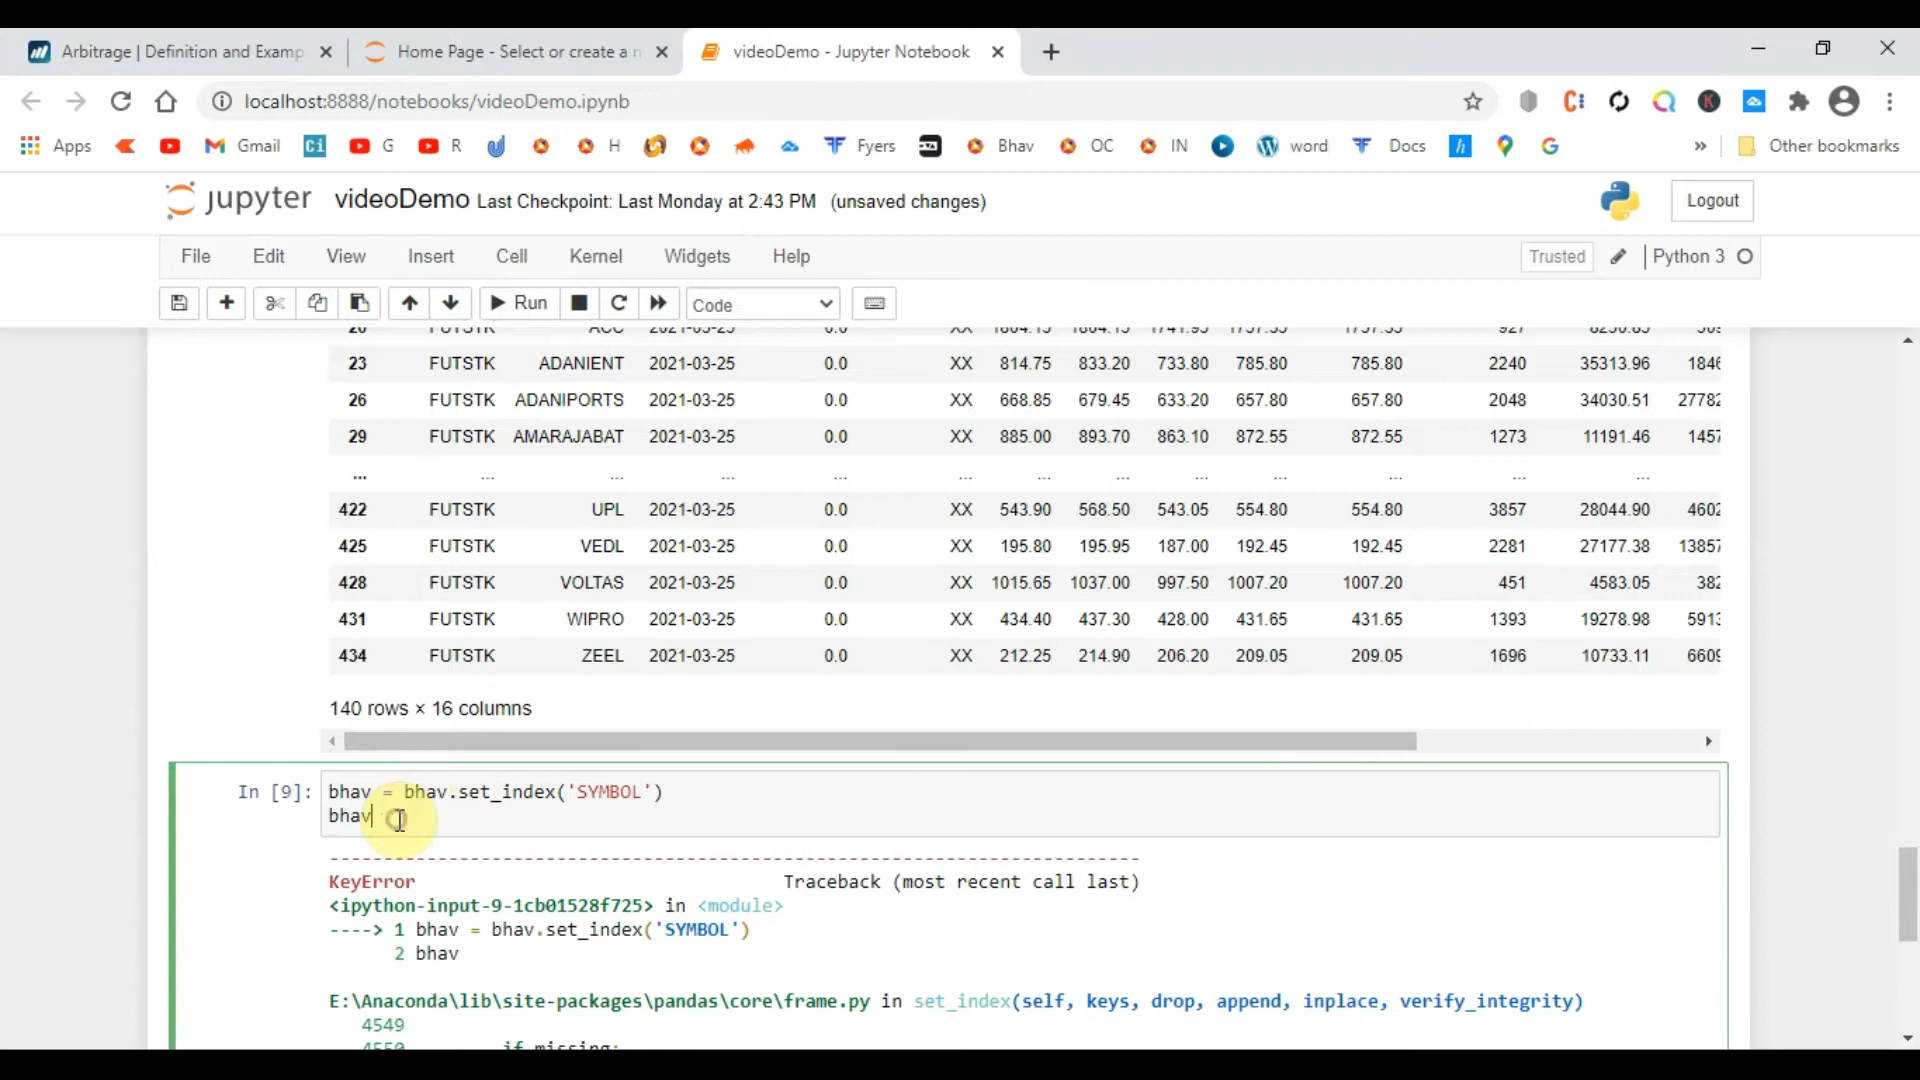 Arbitrage | Definition and Examp
Home Page - Select or create a n
videoDemo - Jupyter Notebook
localhost:8888/notebooks/videoDemo.ipynb
Apps Gmail G R H Fyers Bhav OC IN word Docs » Other bookmarks
jupyter videoDemo Last Checkpoint: Last Monday at 2:43 PM (unsaved changes) Logout
File Edit View Insert Cell Kernel Widgets Help Trusted Python 3
Run Code
23 FUTSTK ADANIENT 2021-03-25 0.0 XX 814.75 833.20 733.80 785.80 785.80 2240 35313.96 1846
26 FUTSTK ADANIPORTS 2021-03-25 0.0 XX 668.85 679.45 633.20 657.80 657.80 2048 34030.51 27782
29 FUTSTK AMARAJABAT 2021-03-25 0.0 XX 885.00 893.70 863.10 872.55 872.55 1273 11191.46 1457
... ... ... ... ... ... ... ... ... ... ... ... ...
422 FUTSTK UPL 2021-03-25 0.0 XX 543.90 568.50 543.05 554.80 554.80 3857 28044.90 4602
425 FUTSTK VEDL 2021-03-25 0.0 XX 195.80 195.95 187.00 192.45 192.45 2281 27177.38 13857
428 FUTSTK VOLTAS 2021-03-25 0.0 XX 1015.65 1037.00 997.50 1007.20 1007.20 451 4583.05 382
431 FUTSTK WIPRO 2021-03-25 0.0 XX 434.40 437.30 428.00 431.65 431.65 1393 19278.98 5913
434 FUTSTK ZEEL 2021-03-25 0.0 XX 212.25 214.90 206.20 209.05 209.05 1696 10733.11 6609
140 rows × 16 columns
In [9]: bhav = bhav.set_index('SYMBOL')
bhav
---------------------------------------------------------------------------
KeyError Traceback (most recent call last)
<ipython-input-9-1cb01528f725> in <module>
----> 1 bhav = bhav.set_index('SYMBOL')
2 bhav
E:\Anaconda\lib\site-packages\pandas\core\frame.py in set_index(self, keys, drop, append, inplace, verify_integrity)
4549
4550 if missing: